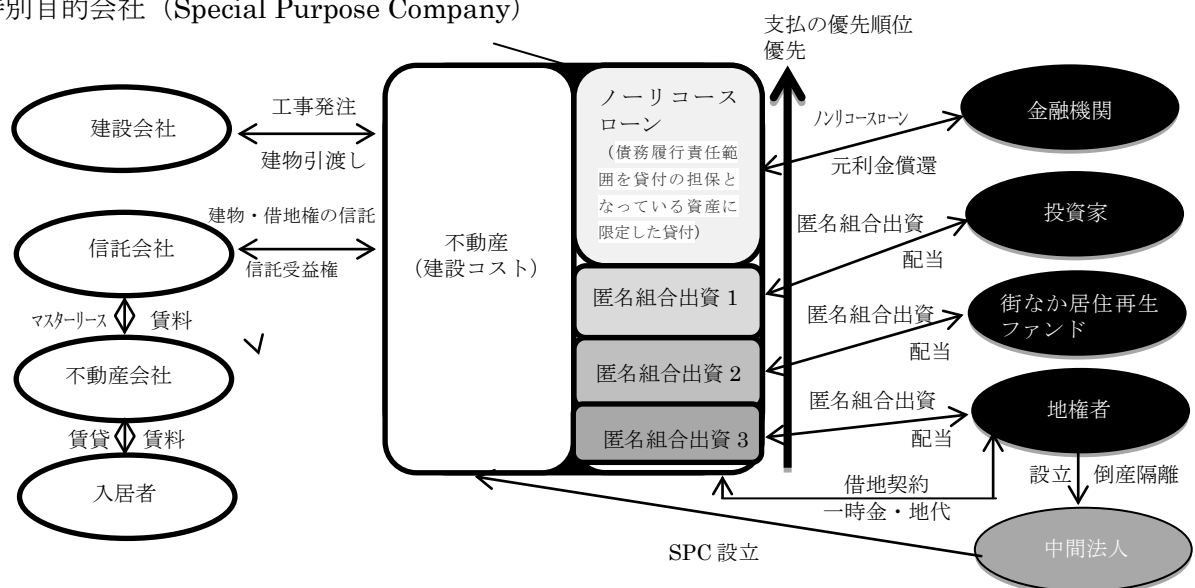 特別目的会社（Special Purpose Company）
支払の優先順位
優先
建設会社
工事発注
建物引渡し
信託会社
建物・借地権の信託
信託受益権
マスターリース
賃料
不動産会社
賃貸
賃料
入居者
不動産
（建設コスト）
ノーリコース
ローン
（債務履行責任範
囲を貸付の担保と
なっている資産に
限定した貸付）
匿名組合出資 1
匿名組合出資 2
匿名組合出資 3
ノンリコースローン
元利金償還
金融機関
匿名組合出資
配当
投資家
匿名組合出資
配当
街なか居住再生
ファンド
匿名組合出資
配当
地権者
借地契約
一時金・地代
設立
倒産隔離
SPC 設立
中間法人